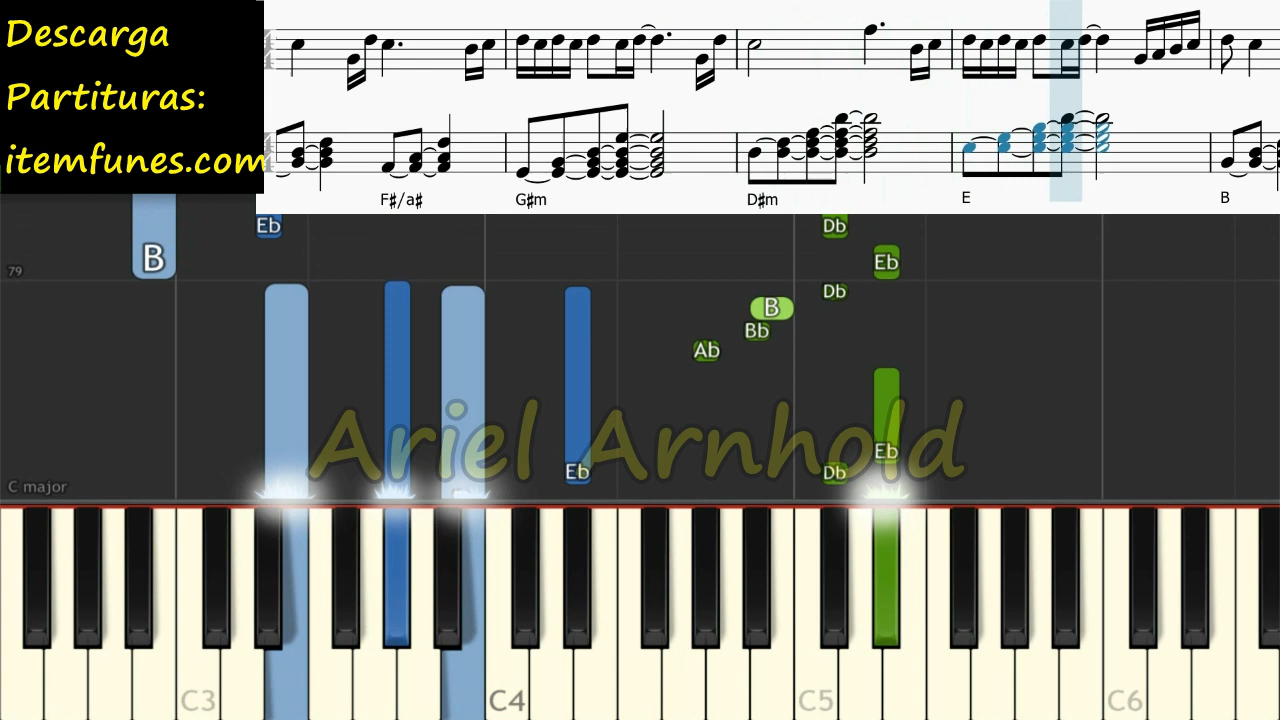 Descarga
Partituras:
itemfunes.com
F♯/a♯ G♯m D♯m E B
B Eb Db
Eb
79
Db
B
Bb
Ab
Ariel Arnhold
Eb Db Eb
C major
C3 C4 C5 C6